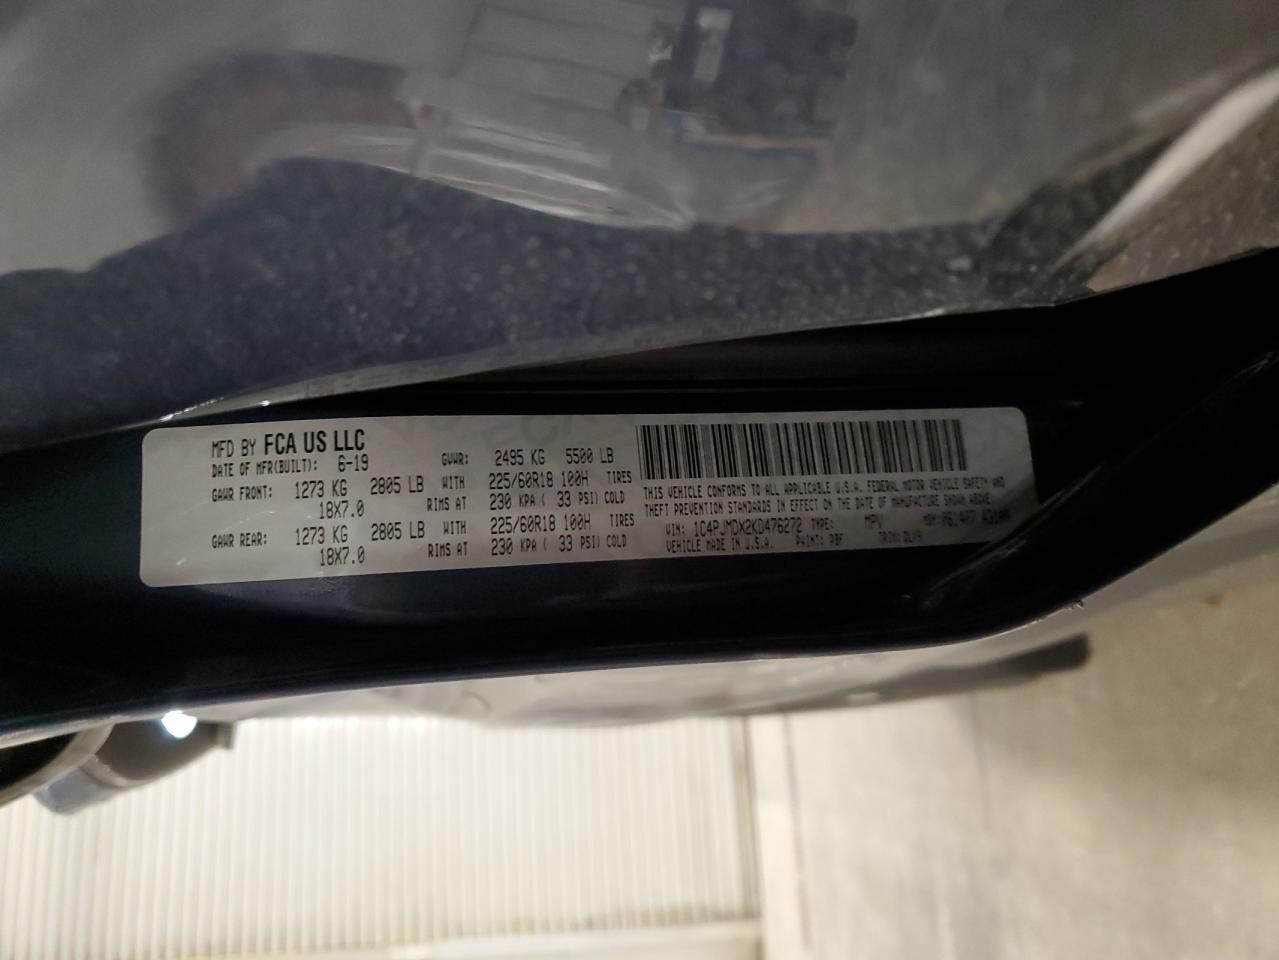 MFD BY FCA US LLC
DATE OF MFR(BUILT): 6-19 GVWR: 2495 KG 5500 LB
GAWR FRONT: 1273 KG 2805 LB WITH 225/60R18 100H TIRES
18X7.0 RIMS AT 230 KPA ( 33 PSI) COLD
GAWR REAR: 1273 KG 2805 LB WITH 225/60R18 100H TIRES
18X7.0 RIMS AT 230 KPA ( 33 PSI) COLD
THIS VEHICLE CONFORMS TO ALL APPLICABLE U.S.A. FEDERAL MOTOR VEHICLE SAFETY AND
THEFT PREVENTION STANDARDS IN EFFECT ON THE DATE OF MANUFACTURE SHOWN ABOVE
VIN: 1C4PJMDX2KD476272 TYPE: MPV MDH:
VEHICLE MADE IN U.S.A. PAINT: PBF TRIM: